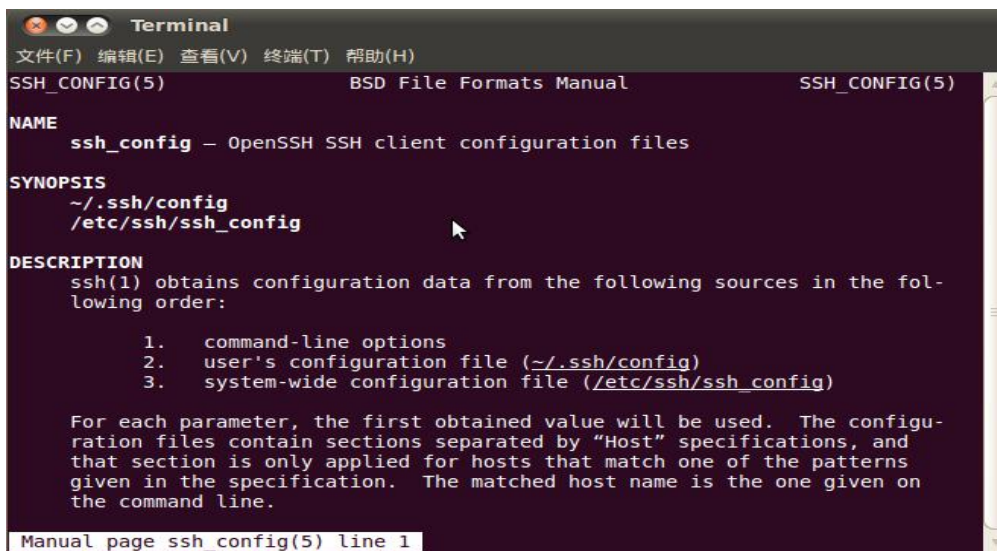 Terminal
文件(F) 编辑(E) 查看(V) 终端(T) 帮助(H)
SSH_CONFIG(5) BSD File Formats Manual SSH_CONFIG(5)
NAME
ssh_config — OpenSSH SSH client configuration files
SYNOPSIS
~/.ssh/config
/etc/ssh/ssh_config
DESCRIPTION
ssh(1) obtains configuration data from the following sources in the fol-
lowing order:
1. command-line options
2. user's configuration file (~/.ssh/config)
3. system-wide configuration file (/etc/ssh/ssh_config)
For each parameter, the first obtained value will be used. The configu-
ration files contain sections separated by “Host” specifications, and
that section is only applied for hosts that match one of the patterns
given in the specification. The matched host name is the one given on
the command line.
Manual page ssh_config(5) line 1